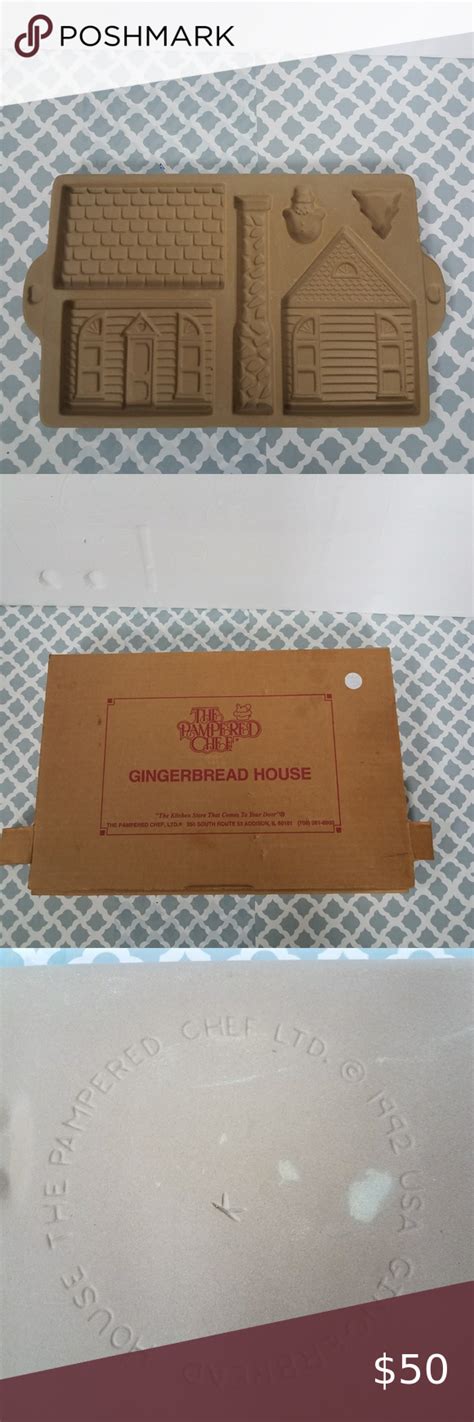 POSHMARK
THE
PAMPERED
CHEF
GINGERBREAD HOUSE
"The Kitchen Store That Comes To Your Door"®
THE PAMPERED CHEF, LTD.® 350 SOUTH ROUTE 53 ADDISON, IL 60101
HOUSE THE PAMPERED CHEF LTD. © 1992 USA
K
$50